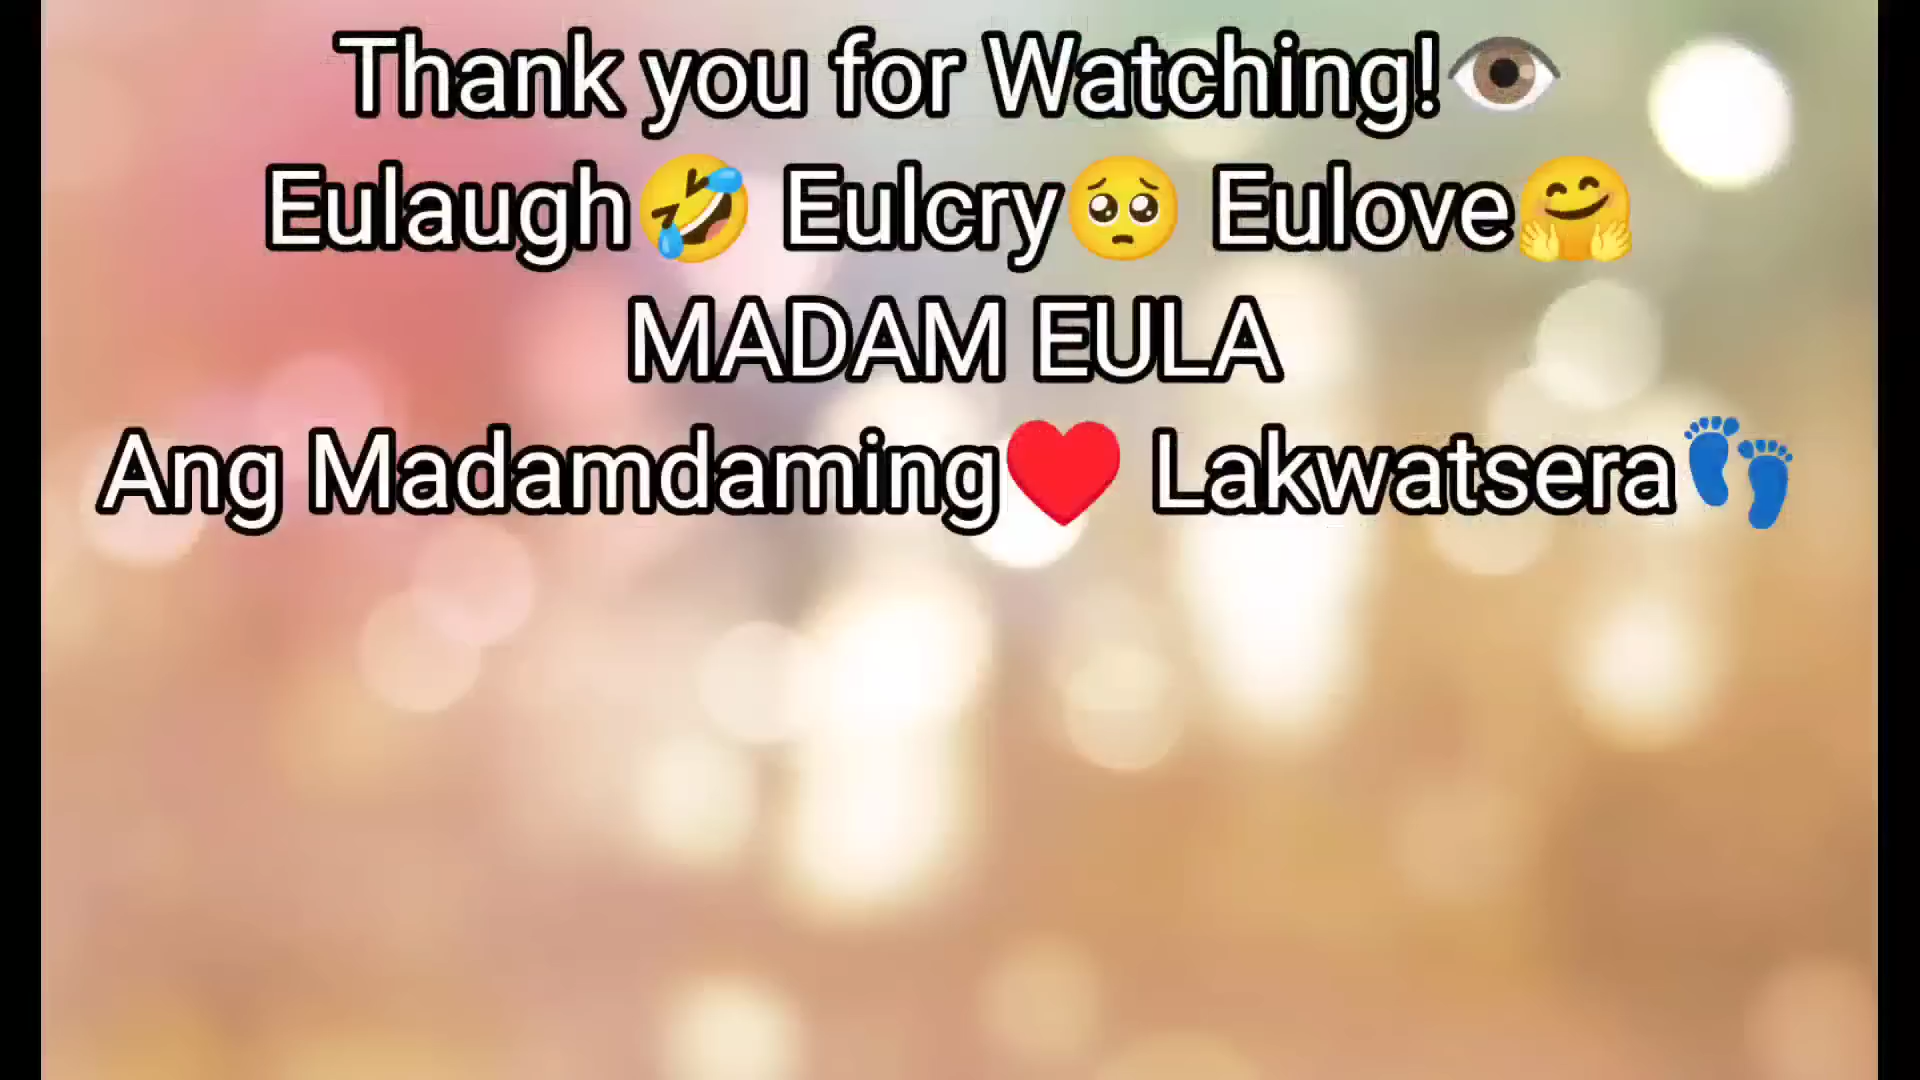 Thank you for Watching!👁️
Eulaugh🤣 Eulcry🥺 Eulove🤗
MADAM EULA
Ang Madamdaming♥️ Lakwatsera👣